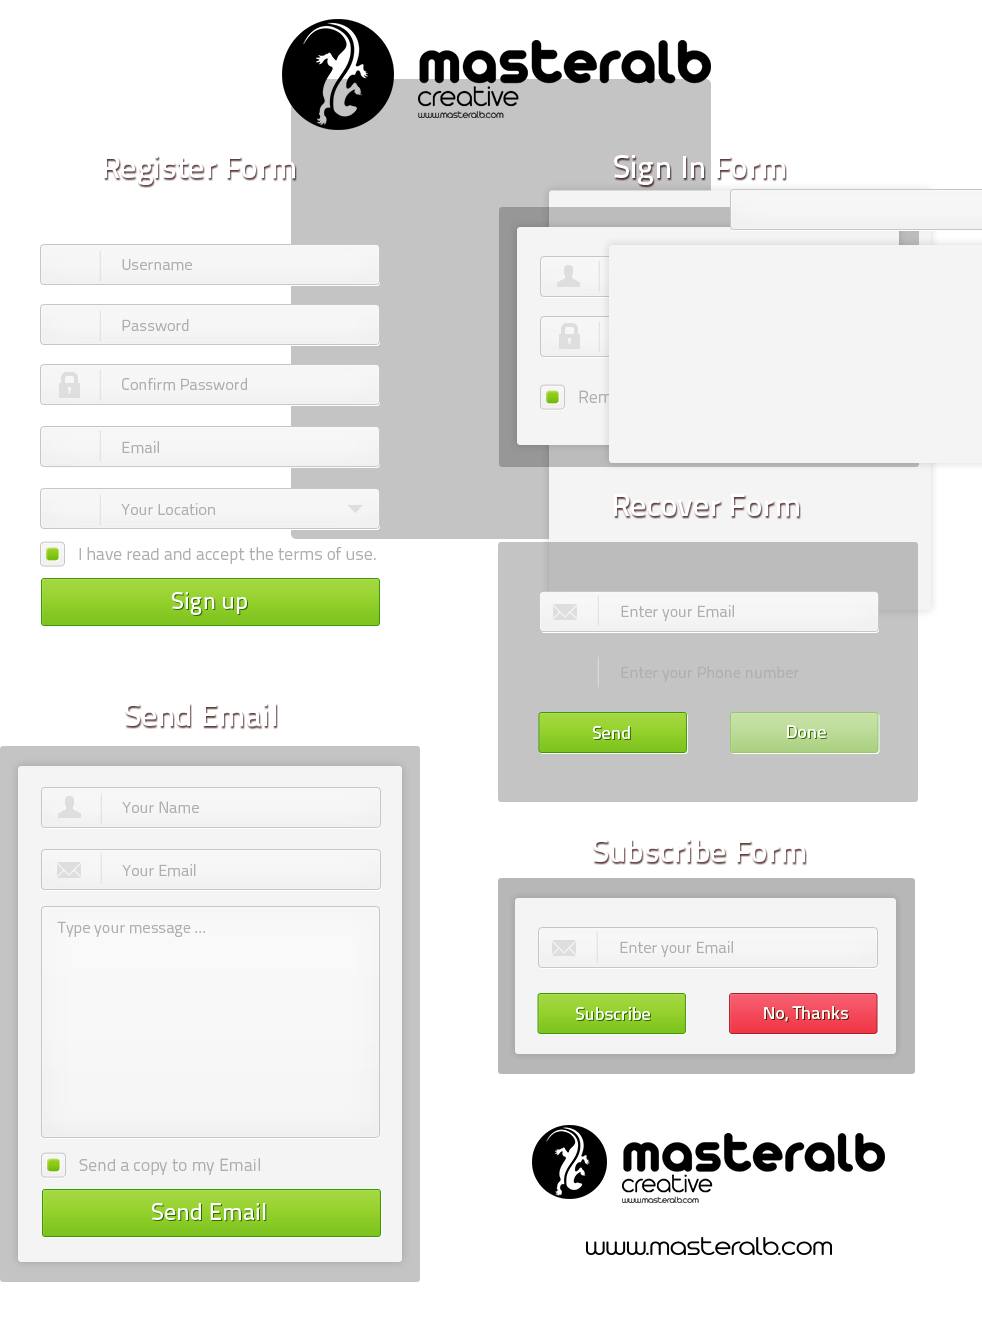 masteralb
creative
www.masteralb.com
Register Form
Username
Password
Confirm Password
Email
Your Location
I have read and accept the terms of use.
Sign up
Sign In Form
Rem
Recover Form
Enter your Email
Enter your Phone number
Send
Done
Send Email
Your Name
Your Email
Type your message ...
Send a copy to my Email
Send Email
Subscribe Form
Enter your Email
Subscribe
No, Thanks
masteralb
creative
www.masteralb.com
www.masteralb.com